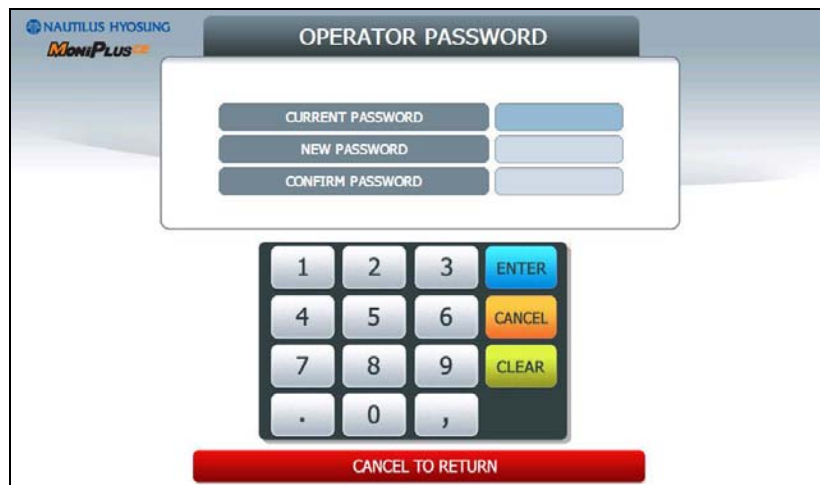 NAUTILUS HYOSUNG
MoniPlus CE
OPERATOR PASSWORD
CURRENT PASSWORD
NEW PASSWORD
CONFIRM PASSWORD
1 2 3 ENTER
4 5 6 CANCEL
7 8 9 CLEAR
. 0 ,
CANCEL TO RETURN